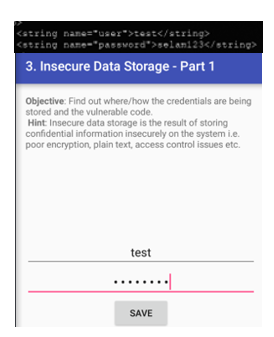 <string name="user">test</string>
<string name="password">selam123</string>
3. Insecure Data Storage - Part 1
Objective: Find out where/how the credentials are being
stored and the vulnerable code.
Hint: Insecure data storage is the result of storing
confidential information insecurely on the system i.e.
poor encryption, plain text, access control issues etc.
test
••••••••
SAVE